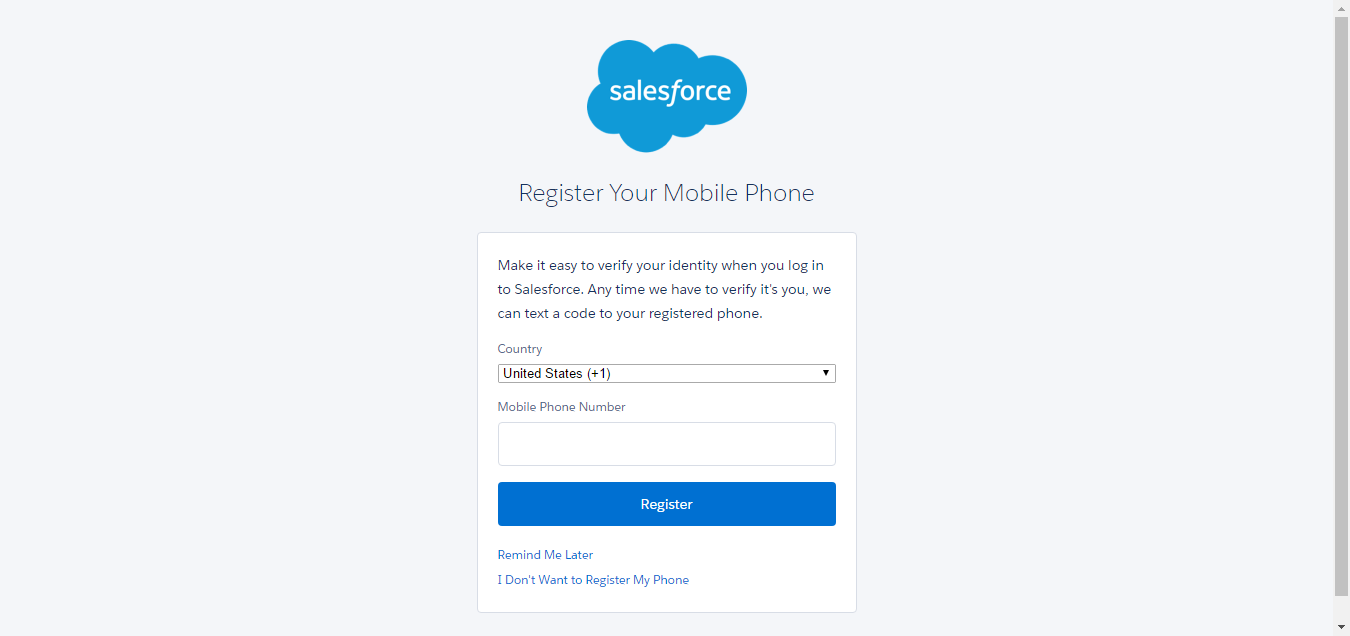 salesforce
Register Your Mobile Phone
Make it easy to verify your identity when you log in
to Salesforce. Any time we have to verify it's you, we
can text a code to your registered phone.
Country
United States (+1)
Mobile Phone Number
Register
Remind Me Later
I Don't Want to Register My Phone